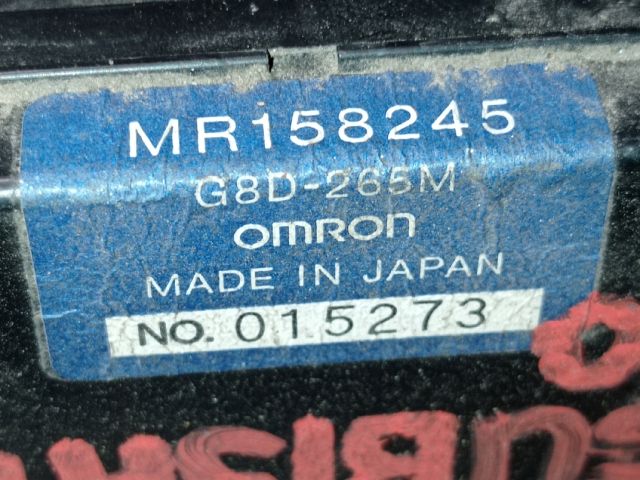 MR158245
G8D-265M
OMRON
MADE IN JAPAN
NO. 015273